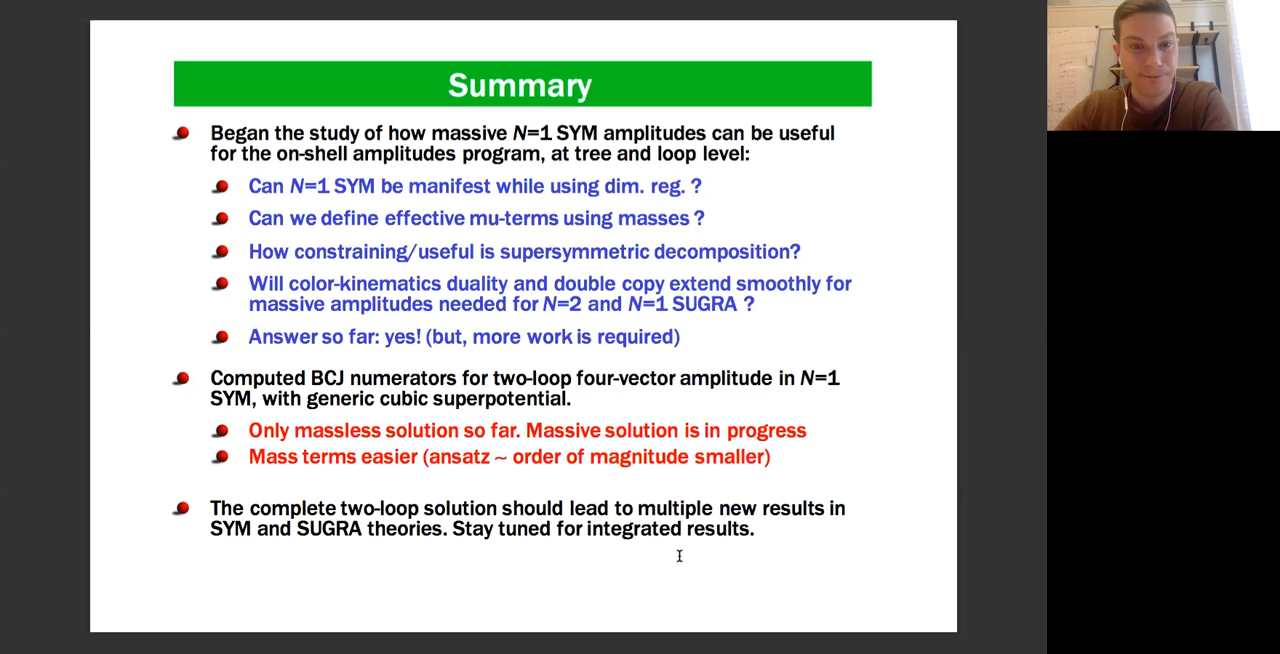 Summary
Began the study of how massive N=1 SYM amplitudes can be useful
for the on-shell amplitudes program, at tree and loop level:
Can N=1 SYM be manifest while using dim. reg. ?
Can we define effective mu-terms using masses ?
How constraining/useful is supersymmetric decomposition?
Will color-kinematics duality and double copy extend smoothly for
massive amplitudes needed for N=2 and N=1 SUGRA ?
Answer so far: yes! (but, more work is required)
Computed BCJ numerators for two-loop four-vector amplitude in N=1
SYM, with generic cubic superpotential.
Only massless solution so far. Massive solution is in progress
Mass terms easier (ansatz ~ order of magnitude smaller)
The complete two-loop solution should lead to multiple new results in
SYM and SUGRA theories. Stay tuned for integrated results.